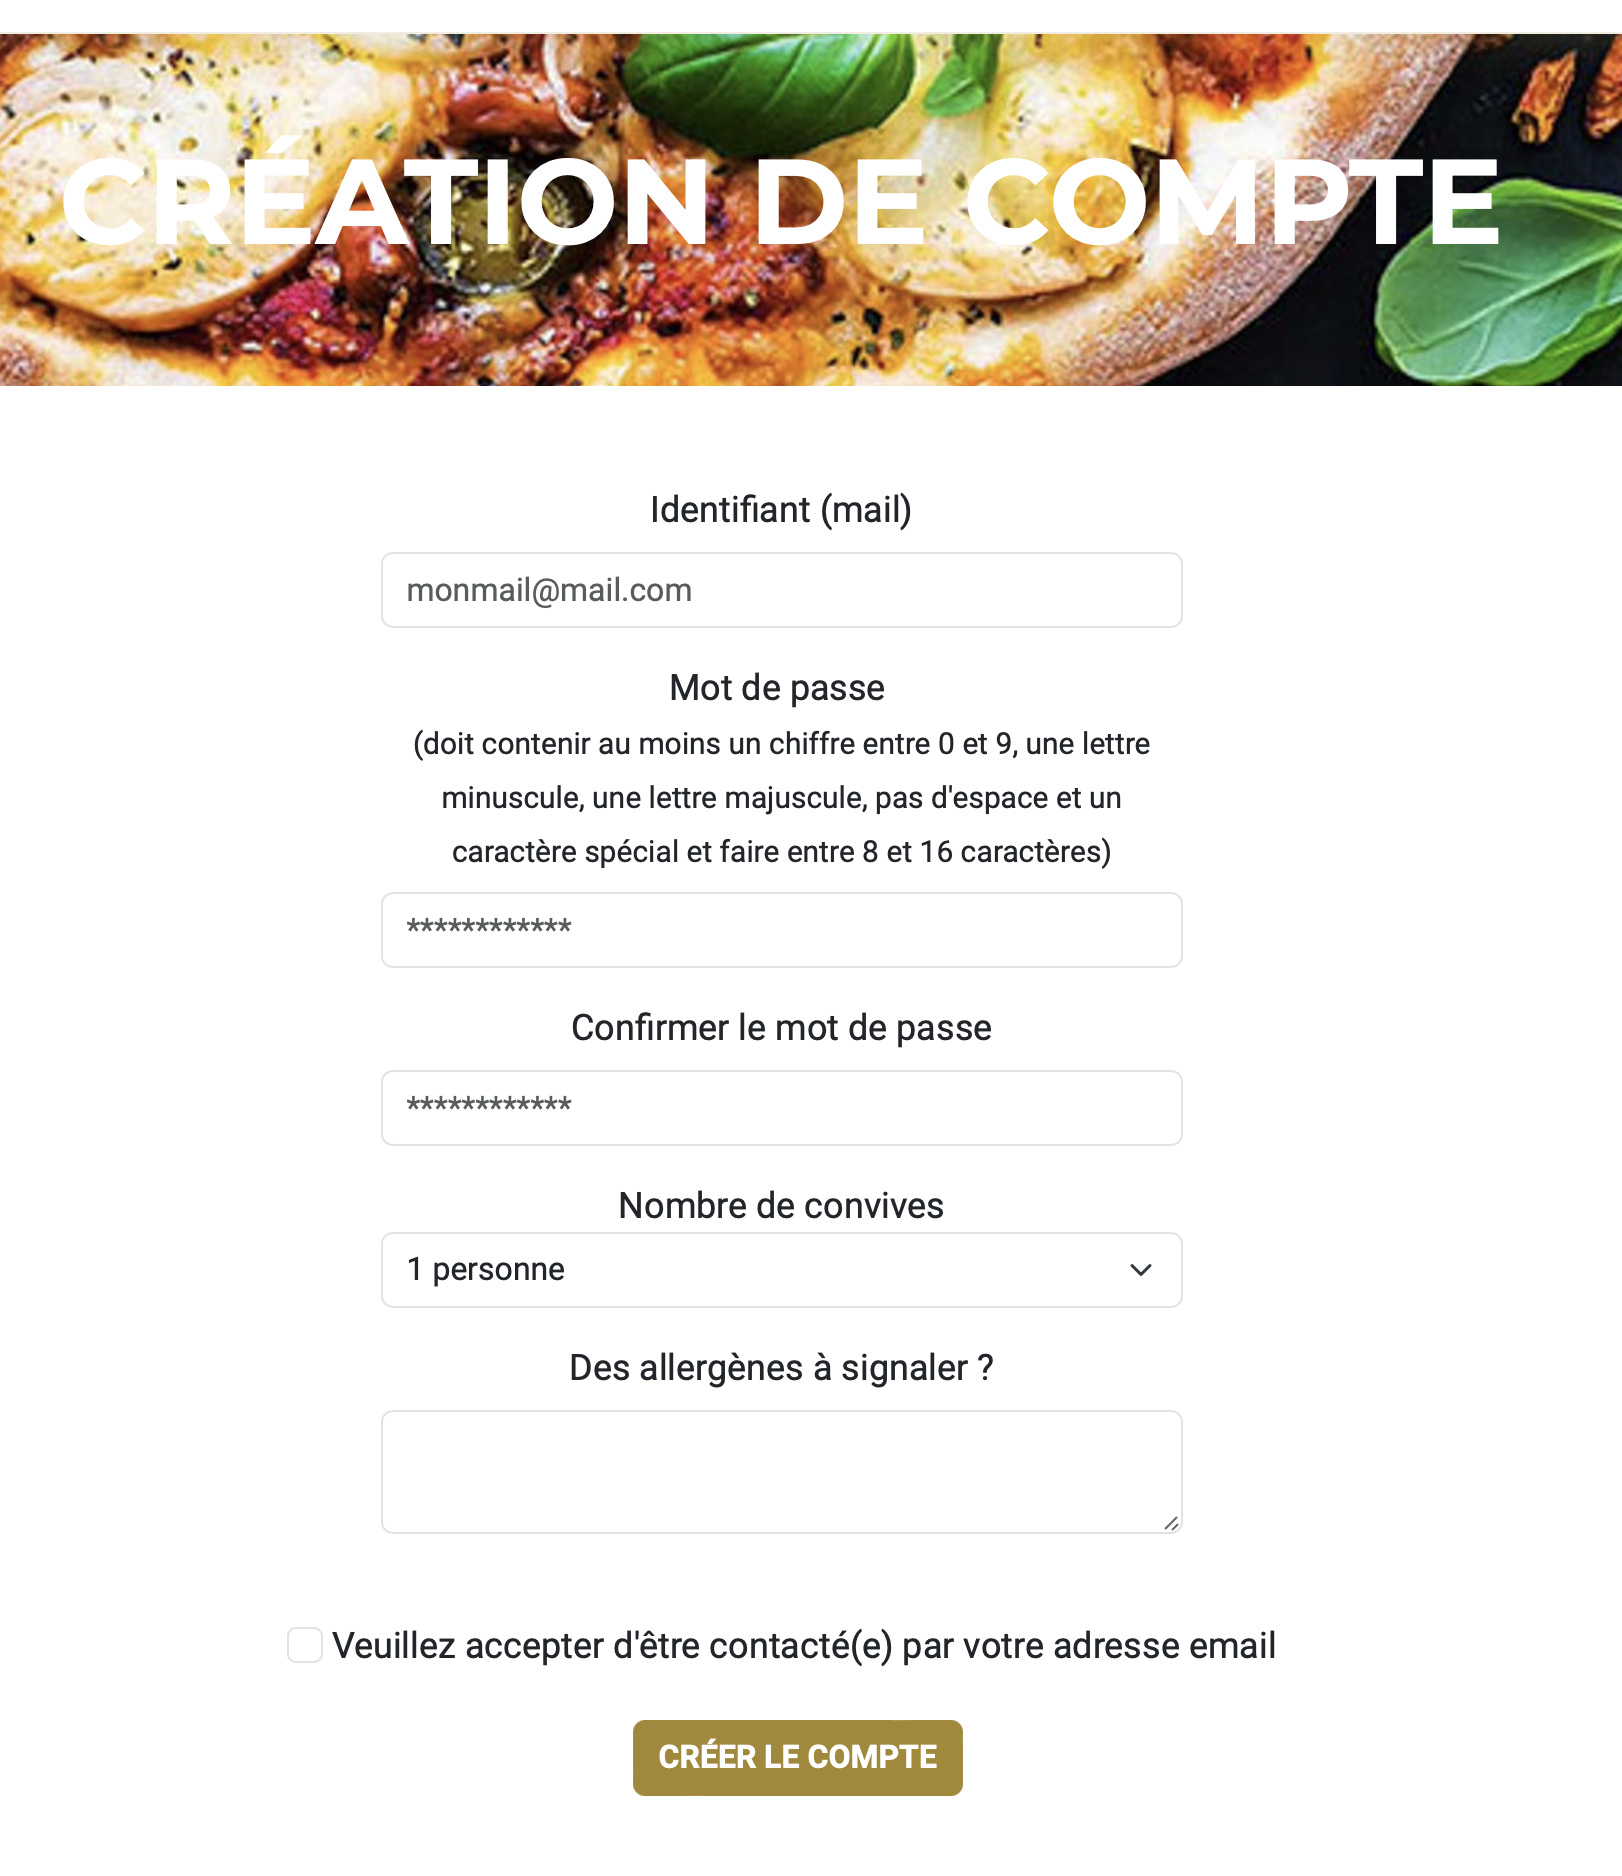 CRÉATION DE COMPTE
Identifiant (mail)
monmail@mail.com
Mot de passe
(doit contenir au moins un chiffre entre 0 et 9, une lettre
minuscule, une lettre majuscule, pas d'espace et un
caractère spécial et faire entre 8 et 16 caractères)
************
Confirmer le mot de passe
************
Nombre de convives
1 personne
Des allergènes à signaler ?
Veuillez accepter d'être contacté(e) par votre adresse email
CRÉER LE COMPTE